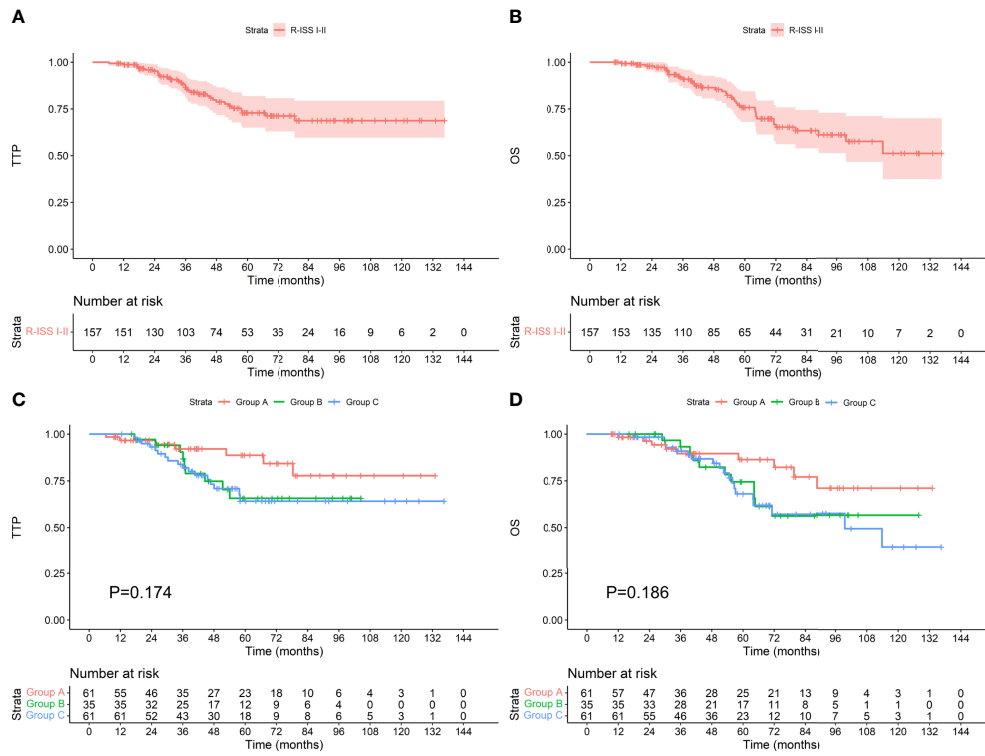 A
Strata R-ISS I-II
1.00
0.75
0.50
0.25
0.00
TTP
0 12 24 36 48 60 72 84 96 108 120 132 144
Time (months)
Number at risk
Strata
R-ISS I-II 157 151 130 103 74 53 35 24 16 9 6 2 0
0 12 24 36 48 60 72 84 96 108 120 132 144
Time (months)
B
Strata R-ISS I-II
1.00
0.75
0.50
0.25
0.00
OS
0 12 24 36 48 60 72 84 96 108 120 132 144
Time (months)
Number at risk
Strata
R-ISS I-II 157 153 135 110 85 65 44 31 21 10 7 2 0
0 12 24 36 48 60 72 84 96 108 120 132 144
Time (months)
C
Strata Group A Group B Group C
1.00
0.75
0.50
0.25
0.00
TTP
P=0.174
0 12 24 36 48 60 72 84 96 108 120 132 144
Time (months)
Number at risk
Strata
Group A 61 55 46 35 27 23 18 10 6 4 3 1 0
Group B 35 35 32 25 17 12 9 6 4 0 0 0 0
Group C 61 61 52 43 30 18 9 8 6 5 3 1 0
0 12 24 36 48 60 72 84 96 108 120 132 144
Time (months)
D
Strata Group A Group B Group C
1.00
0.75
0.50
0.25
0.00
OS
P=0.186
0 12 24 36 48 60 72 84 96 108 120 132 144
Time (months)
Number at risk
Strata
Group A 61 57 47 36 28 25 21 13 9 4 3 1 0
Group B 35 35 33 28 21 17 11 8 5 1 1 0 0
Group C 61 61 55 46 36 23 12 10 7 5 3 1 0
0 12 24 36 48 60 72 84 96 108 120 132 144
Time (months)